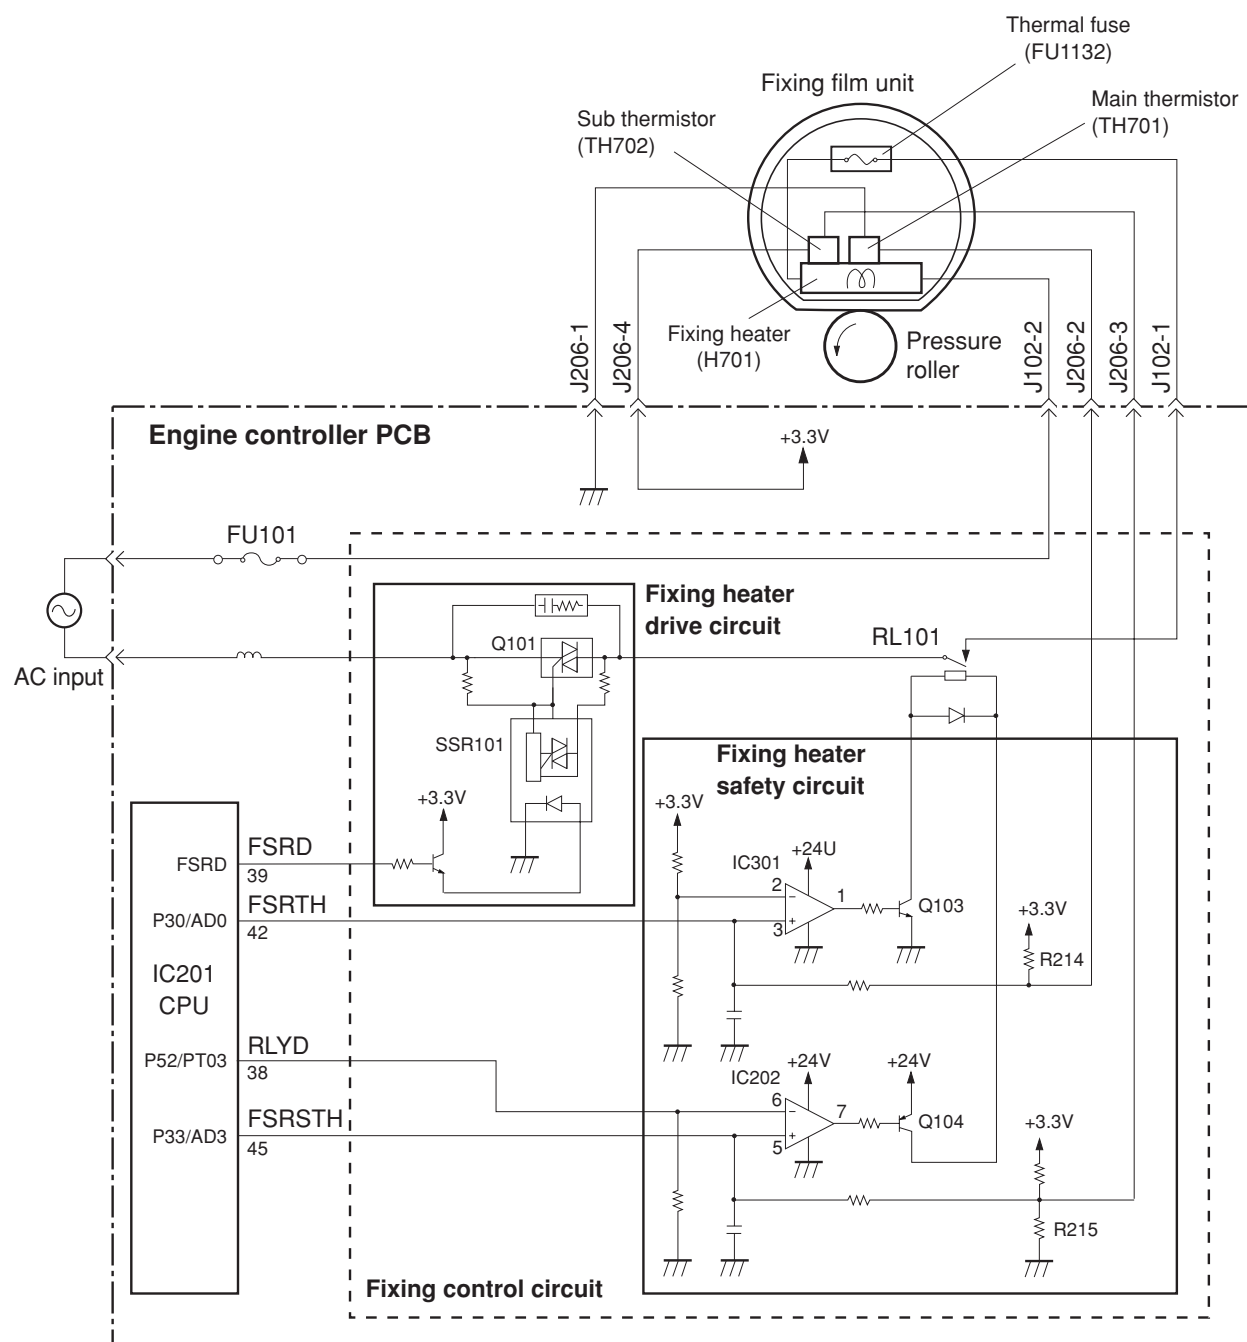 Thermal fuse
(FU1132)
Fixing film unit
Main thermistor
(TH701)
Sub thermistor
(TH702)
Fixing heater
(H701)
Pressure
roller
J206-1
J206-4
J102-2
J206-2
J206-3
J102-1
Engine controller PCB
+3.3V
FU101
AC input
Fixing heater
drive circuit
Q101
SSR101
+3.3V
RL101
Fixing heater
safety circuit
+3.3V
IC301
+24U
2
-
+
3
1
Q103
+3.3V
R214
FSRD
FSRD
39
P30/AD0
FSRTH
42
IC201
CPU
P52/PT03
RLYD
38
P33/AD3
FSRSTH
45
IC202
+24V
+24V
6
-
+
5
7
Q104
+3.3V
R215
Fixing control circuit